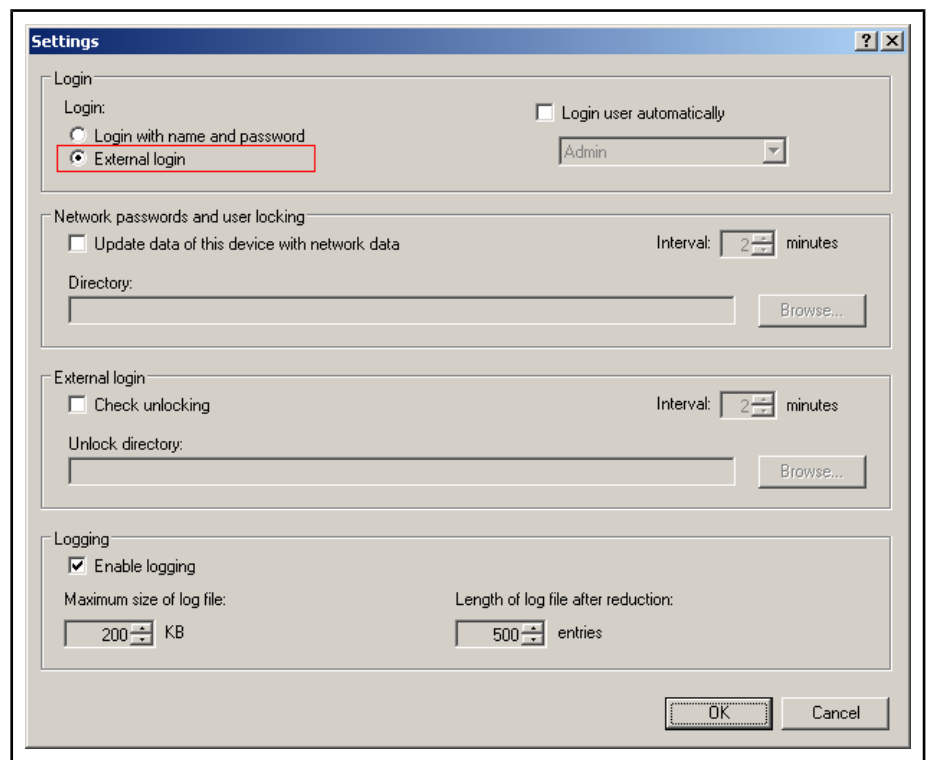 Settings
Login
Login:
Login with name and password
External login
Login user automatically
Admin
Network passwords and user locking
Update data of this device with network data
Interval: 2 minutes
Directory:
Browse...
External login
Check unlocking
Interval: 2 minutes
Unlock directory:
Browse...
Logging
Enable logging
Maximum size of log file:
200 KB
Length of log file after reduction:
500 entries
OK
Cancel